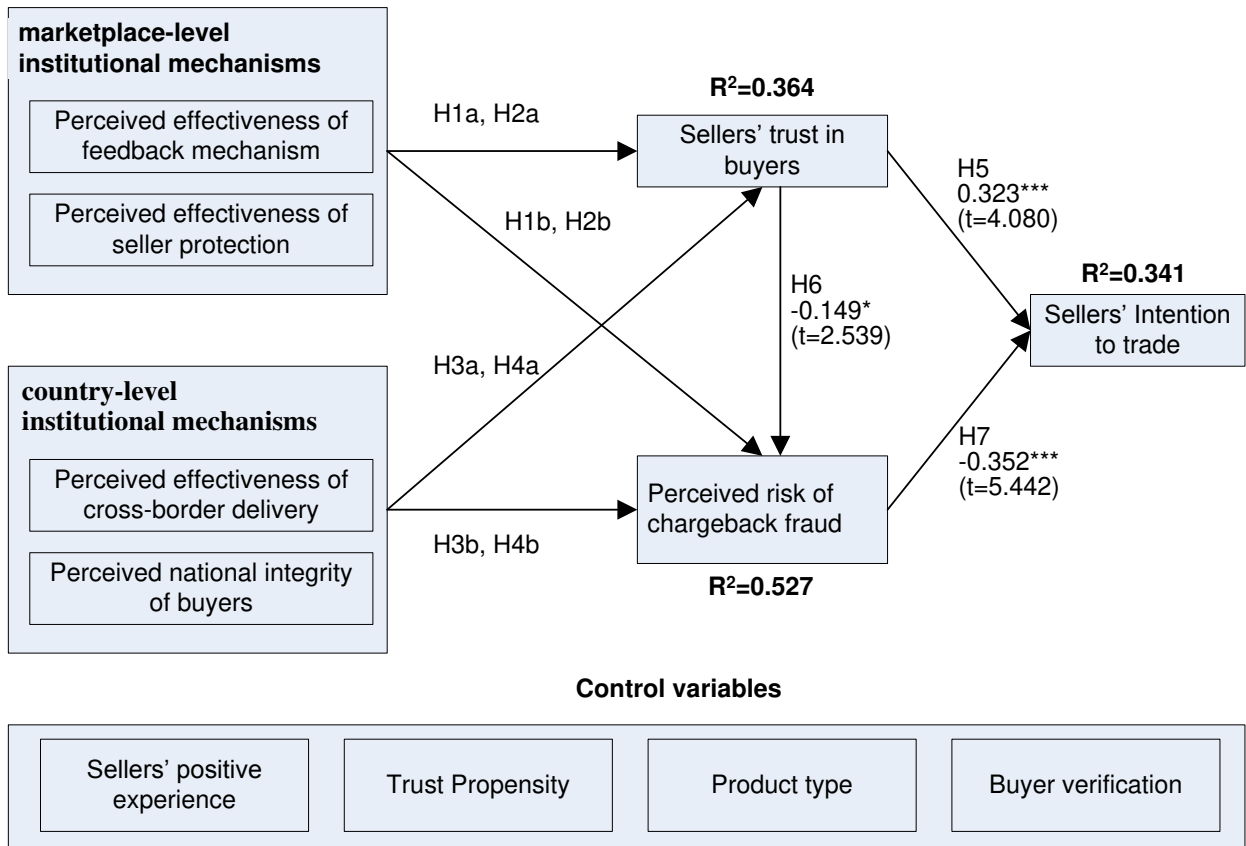 marketplace-level
institutional mechanisms
Perceived effectiveness of
feedback mechanism
Perceived effectiveness of
seller protection
country-level
institutional mechanisms
Perceived effectiveness of
cross-border delivery
Perceived national integrity
of buyers
H1a, H2a
H1b, H2b
H3a, H4a
H3b, H4b
R²=0.364
Sellers’ trust in
buyers
H6
-0.149*
(t=2.539)
Perceived risk of
chargeback fraud
R²=0.527
H5
0.323***
(t=4.080)
H7
-0.352***
(t=5.442)
R²=0.341
Sellers’ Intention
to trade
Control variables
Sellers’ positive
experience
Trust Propensity
Product type
Buyer verification